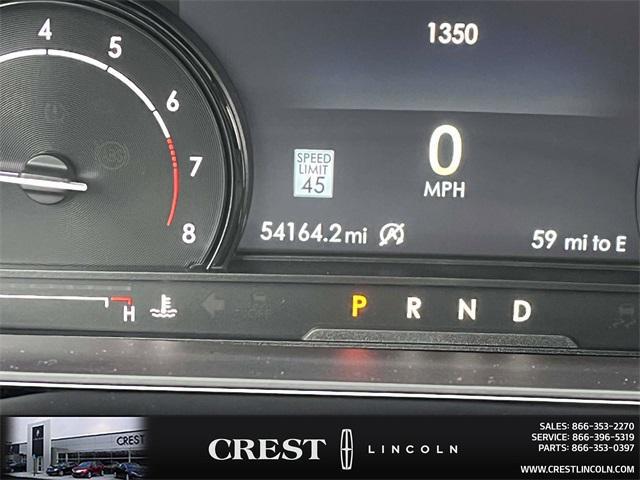 4
5
6
7
8
1350
SPEED
LIMIT
45
0
MPH
54164.2 mi
59 mi to E
H
P R N D
CREST
CREST LINCOLN
SALES: 866-353-2270
SERVICE: 866-396-5319
PARTS: 866-353-0397
WWW.CRESTLINCOLN.COM